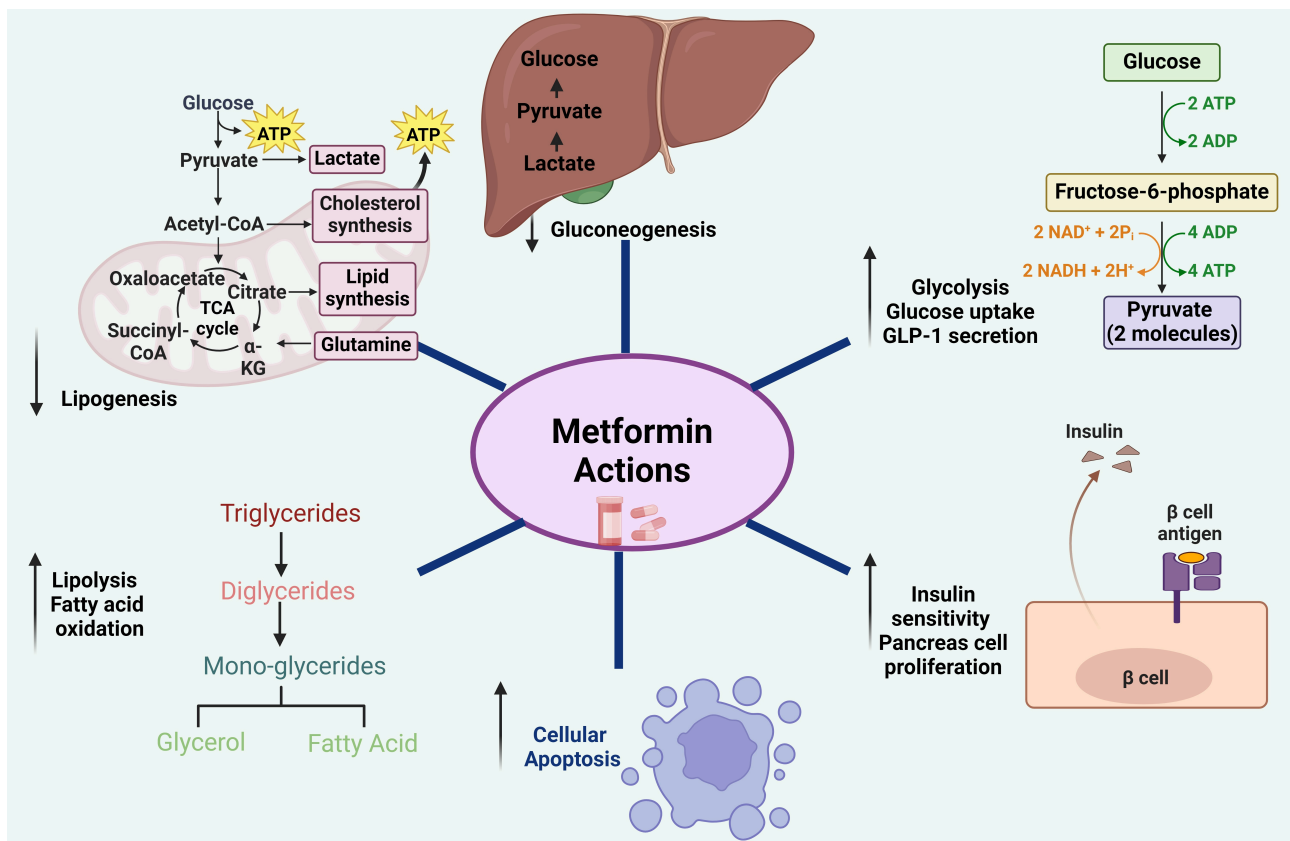 Glucose
ATP
Pyruvate
Lactate
ATP
Acetyl-CoA
Cholesterol
synthesis
Oxaloacetate
Citrate
Lipid
synthesis
TCA
cycle
Succinyl-
CoA
α-
KG
Glutamine
Lipogenesis
Glucose
Pyruvate
Lactate
Gluconeogenesis
Glucose
2 ATP
2 ADP
Fructose-6-phosphate
2 NAD⁺ + 2Pᵢ
4 ADP
2 NADH + 2H⁺
4 ATP
Pyruvate
(2 molecules)
Glycolysis
Glucose uptake
GLP-1 secretion
Metformin
Actions
Triglycerides
Diglycerides
Mono-glycerides
Glycerol
Fatty Acid
Lipolysis
Fatty acid
oxidation
Cellular
Apoptosis
Insulin
sensitivity
Pancreas cell
proliferation
Insulin
β cell
antigen
β cell